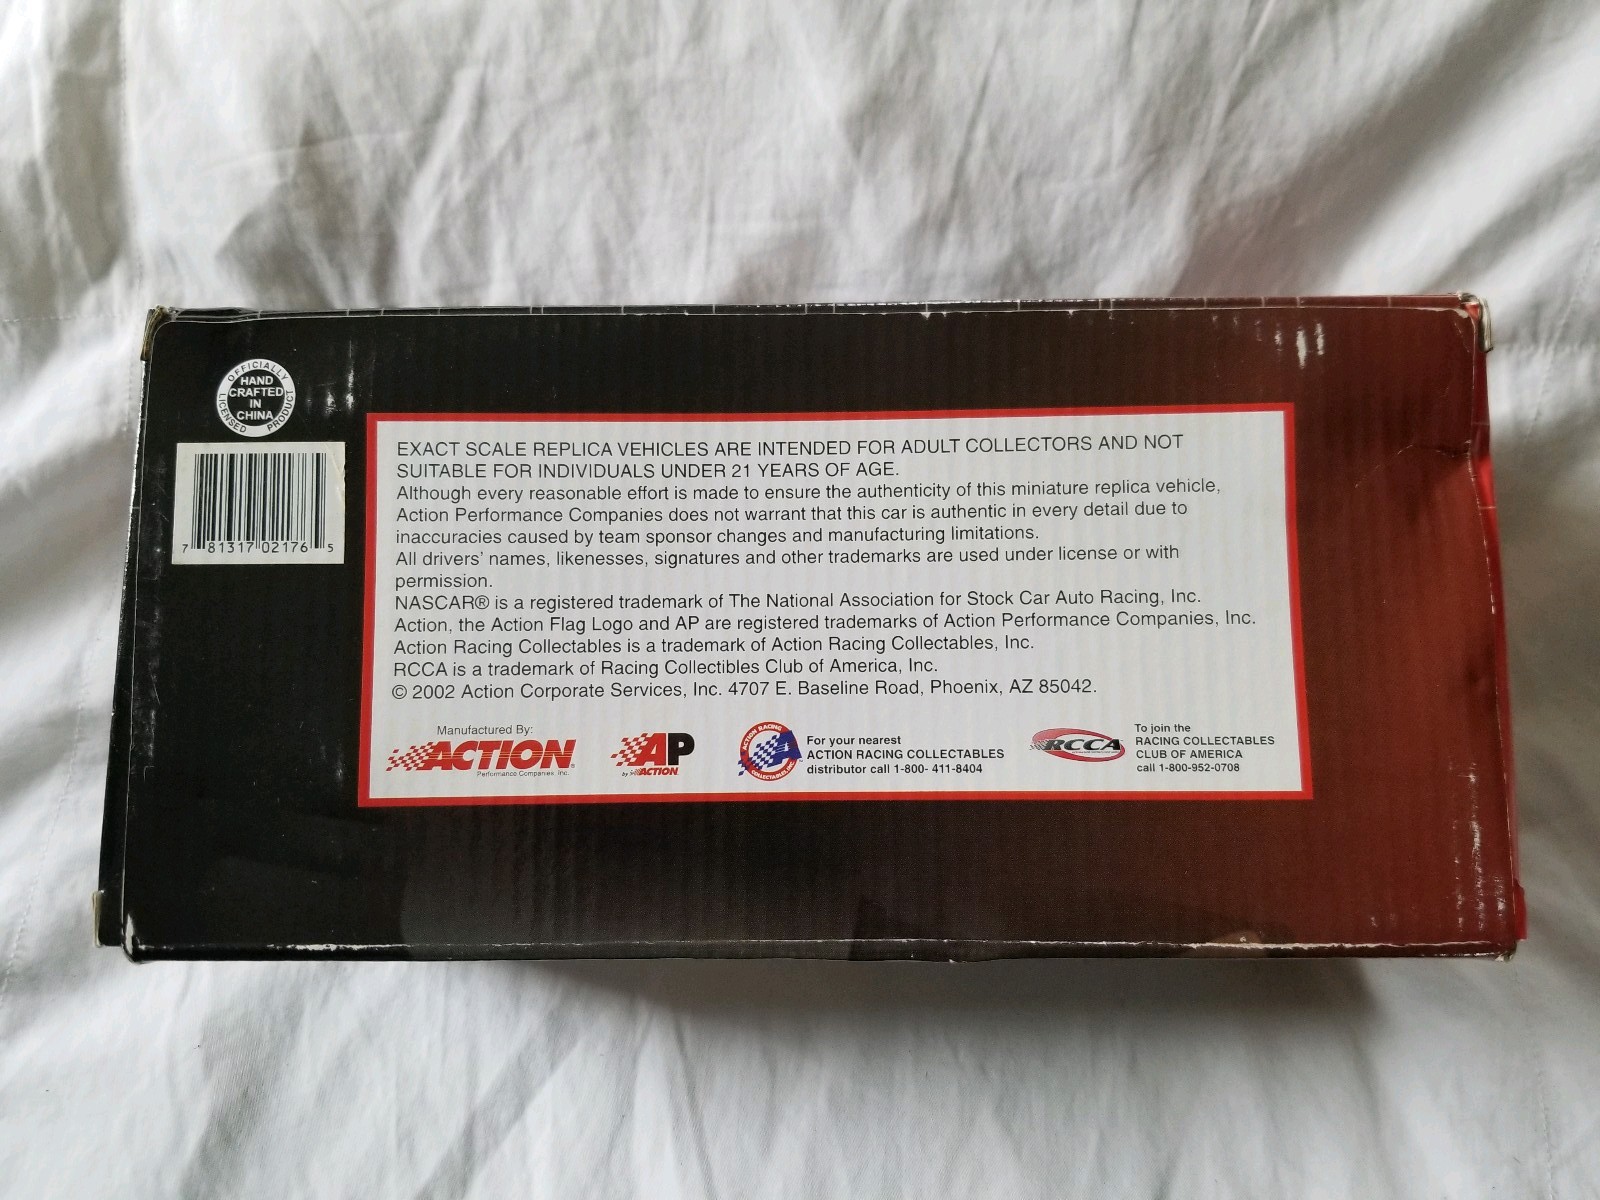 OFFICIALLY
HAND
CRAFTED
IN
CHINA
LICENSED PRODUCT
7 81317 02176 5
EXACT SCALE REPLICA VEHICLES ARE INTENDED FOR ADULT COLLECTORS AND NOT
SUITABLE FOR INDIVIDUALS UNDER 21 YEARS OF AGE.
Although every reasonable effort is made to ensure the authenticity of this miniature replica vehicle,
Action Performance Companies does not warrant that this car is authentic in every detail due to
inaccuracies caused by team sponsor changes and manufacturing limitations.
All drivers' names, likenesses, signatures and other trademarks are used under license or with
permission.
NASCAR® is a registered trademark of The National Association for Stock Car Auto Racing, Inc.
Action, the Action Flag Logo and AP are registered trademarks of Action Performance Companies, Inc.
Action Racing Collectables is a trademark of Action Racing Collectables, Inc.
RCCA is a trademark of Racing Collectibles Club of America, Inc.
© 2002 Action Corporate Services, Inc. 4707 E. Baseline Road, Phoenix, AZ 85042.
Manufactured By:
ACTION
Performance Companies, Inc.
AP
by ACTION
ACTION RACING
A
COLLECTABLES, INC.
For your nearest
ACTION RACING COLLECTABLES
distributor call 1-800- 411-8404
RCCA
To join the
RACING COLLECTABLES
CLUB OF AMERICA
call 1-800-952-0708